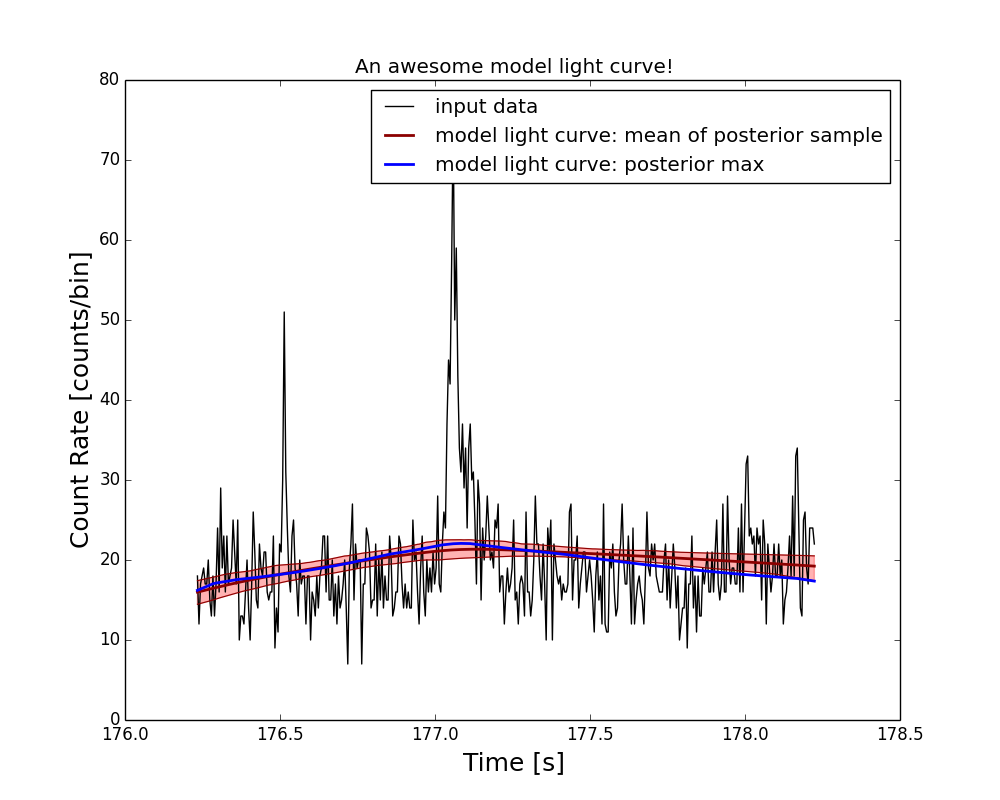 An awesome model light curve!
input data
model light curve: mean of posterior sample
model light curve: posterior max
Count Rate [counts/bin]
80
70
60
50
40
30
20
10
0
176.0 176.5 177.0 177.5 178.0 178.5
Time [s]